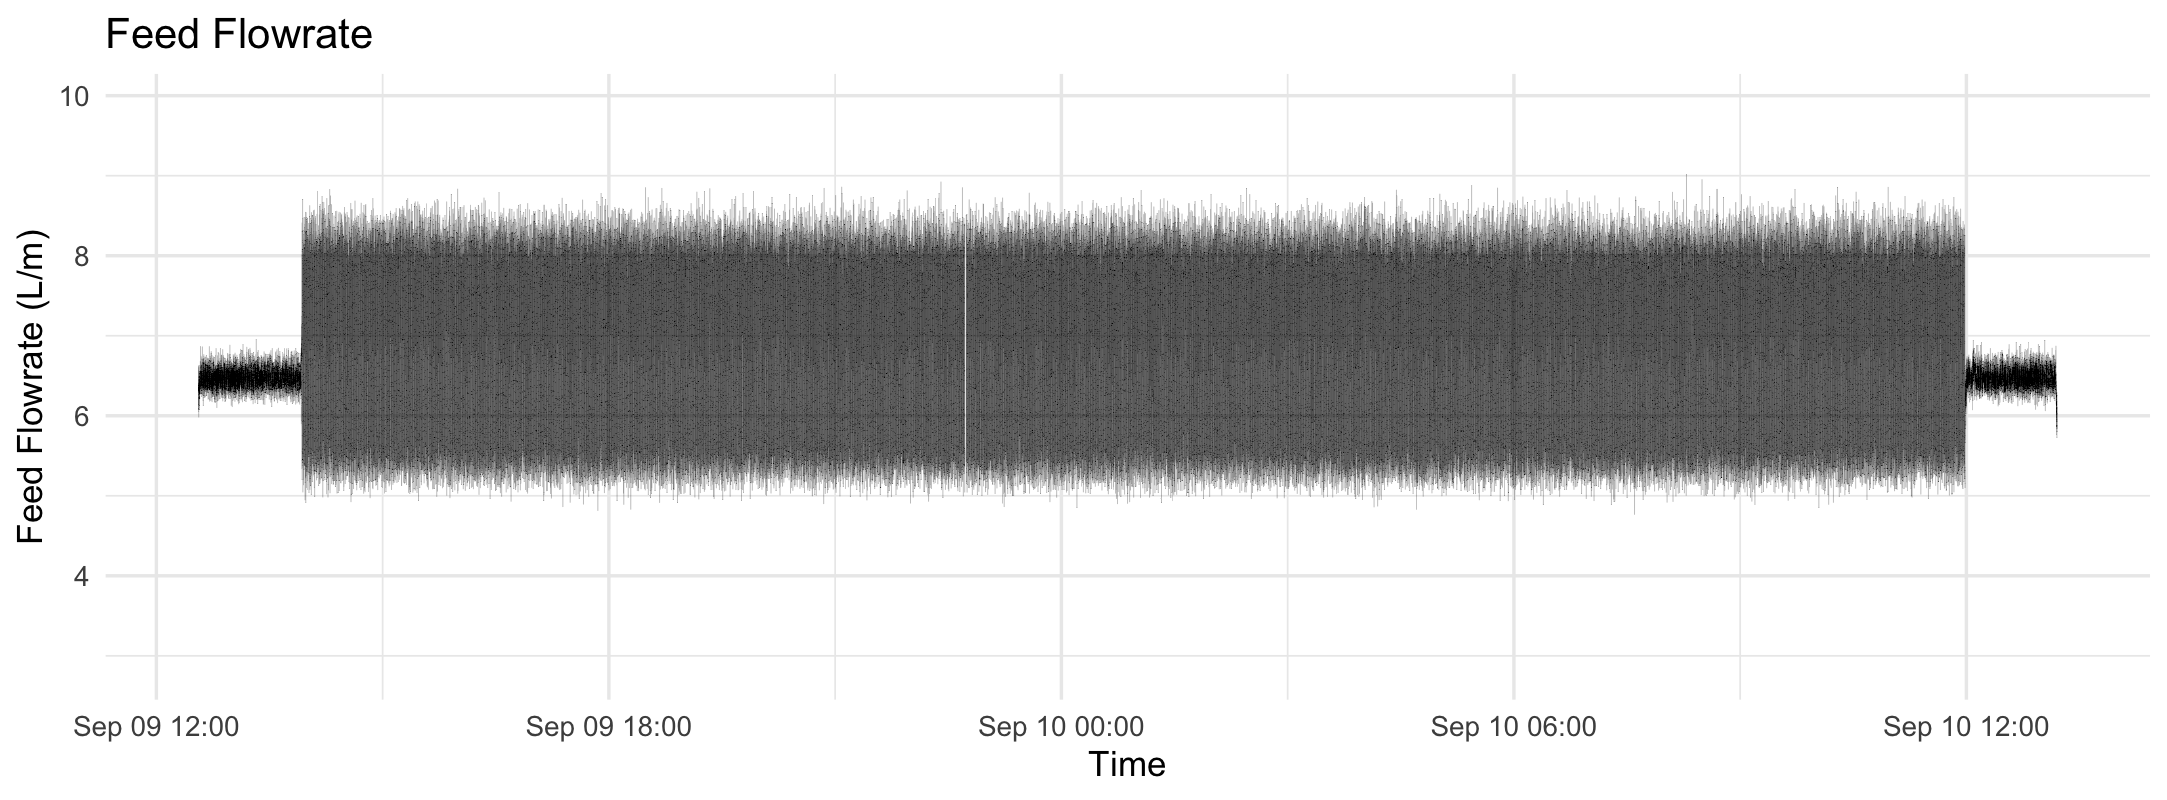 Feed Flowrate
Feed Flowrate (L/m)
10
8
6
4
Sep 09 12:00
Sep 09 18:00
Sep 10 00:00
Sep 10 06:00
Sep 10 12:00
Time